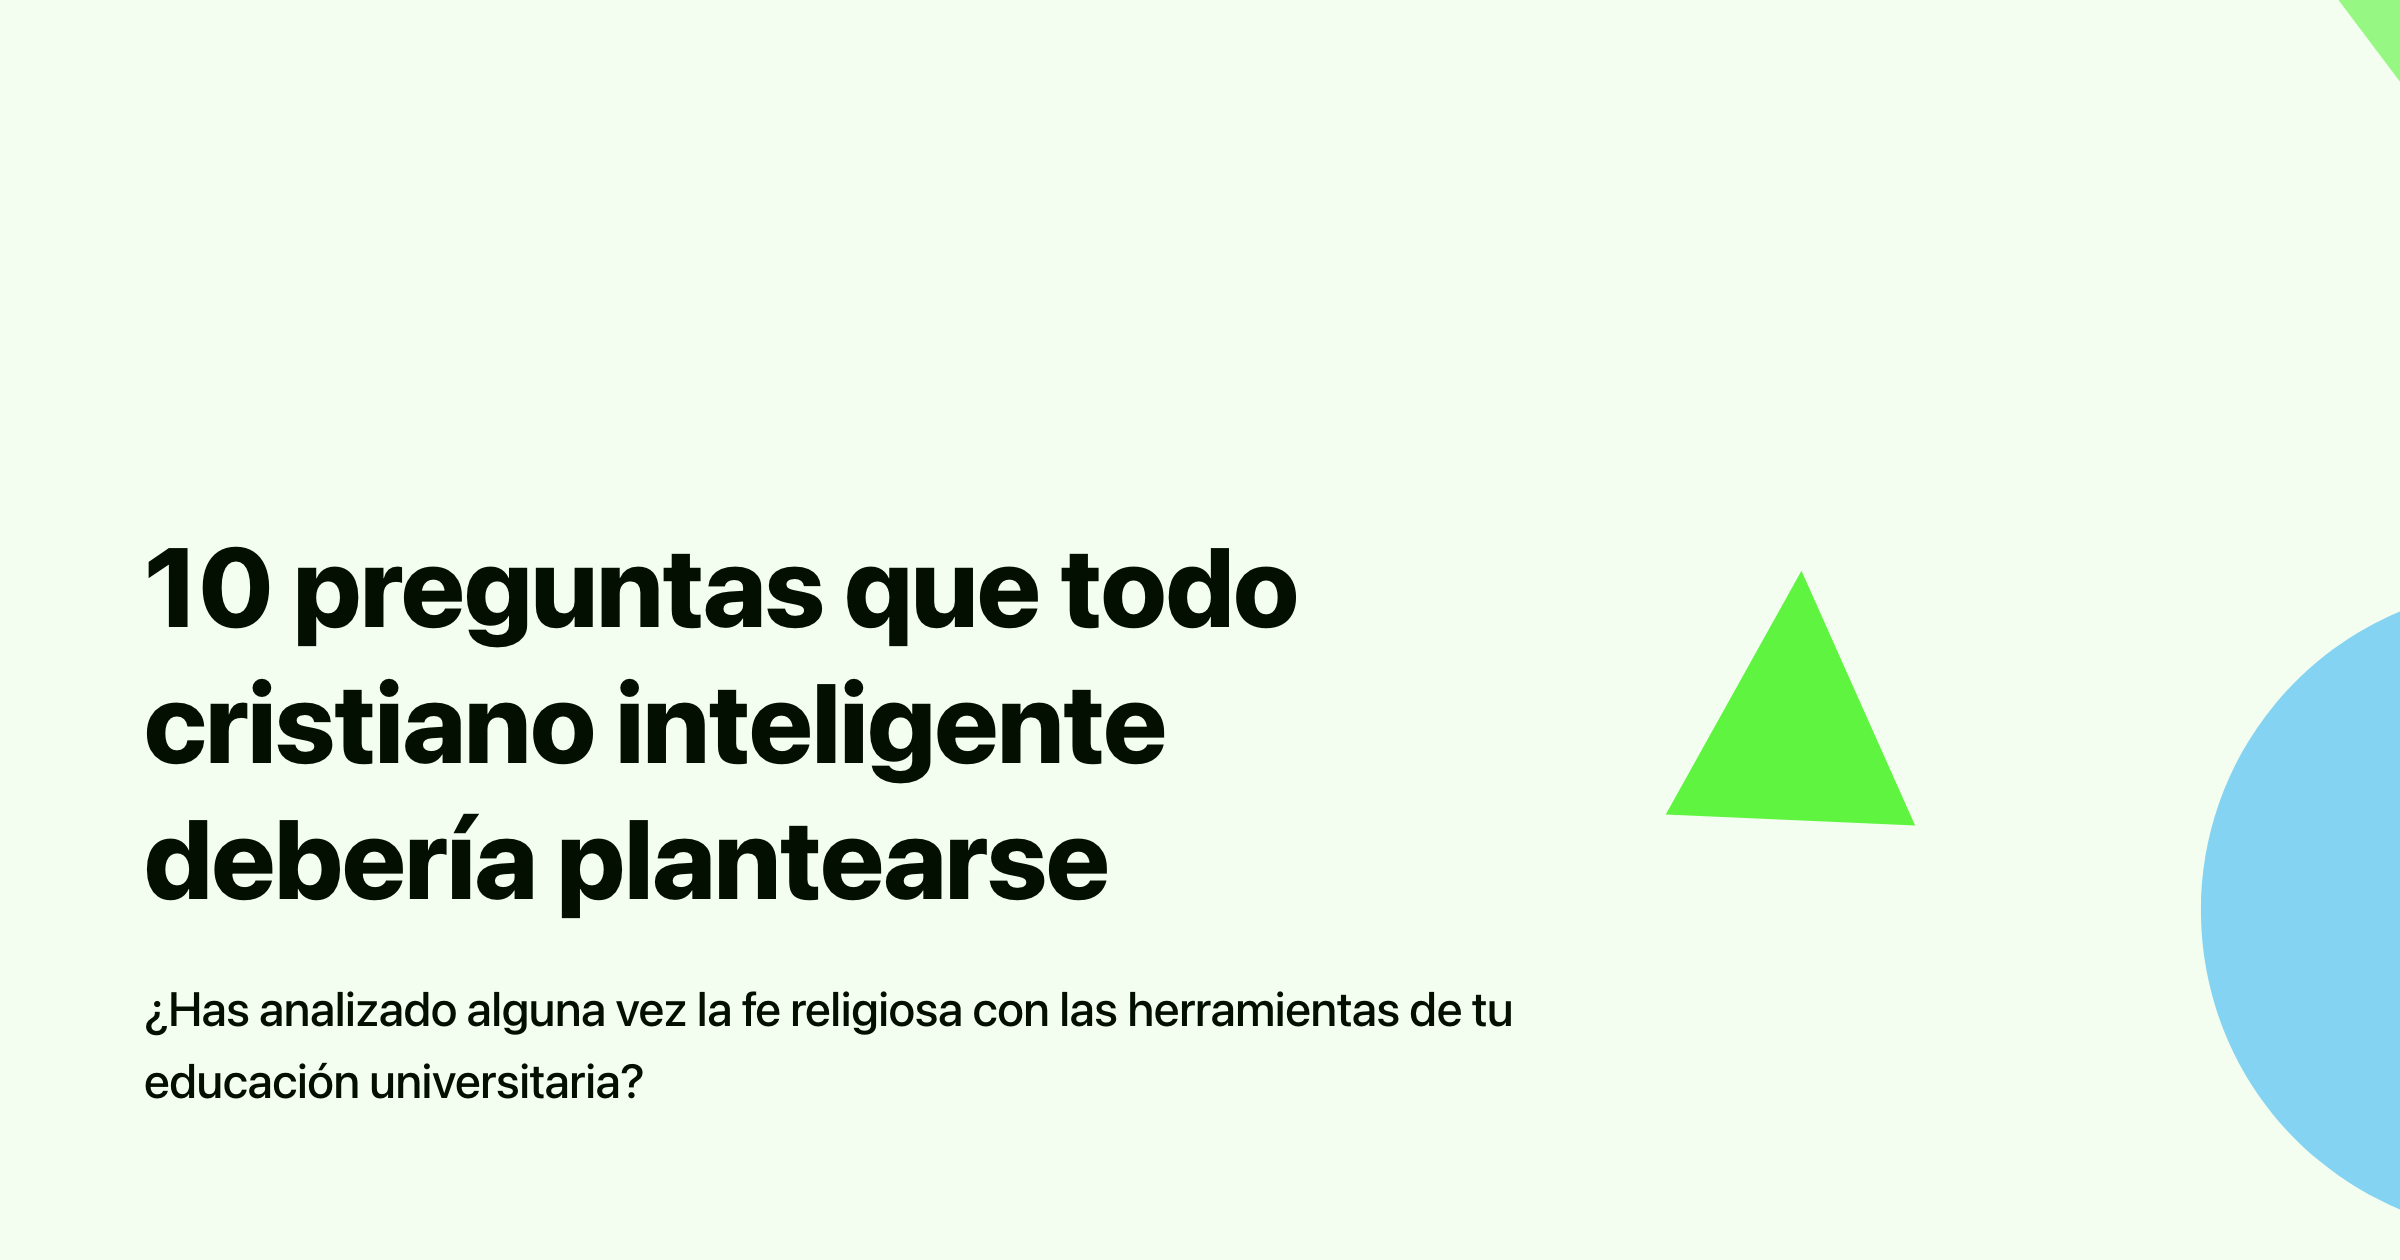 10 preguntas que todo
cristiano inteligente
debería plantearse
¿Has analizado alguna vez la fe religiosa con las herramientas de tu
educación universitaria?